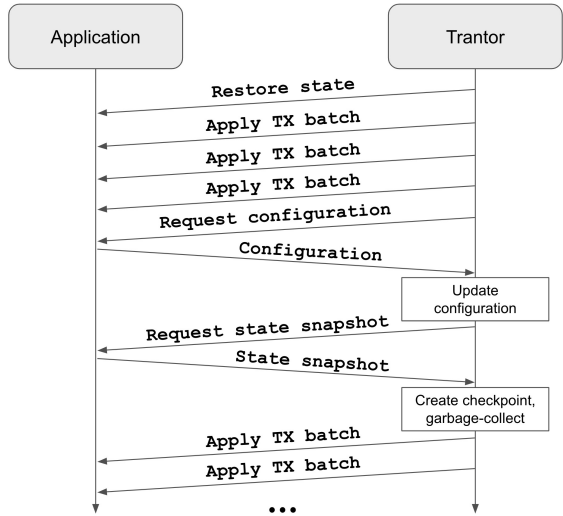 Application
Trantor
Restore state
Apply TX batch
Apply TX batch
Apply TX batch
Request configuration
Configuration
Update
configuration
Request state snapshot
State snapshot
Create checkpoint,
garbage-collect
Apply TX batch
Apply TX batch
...